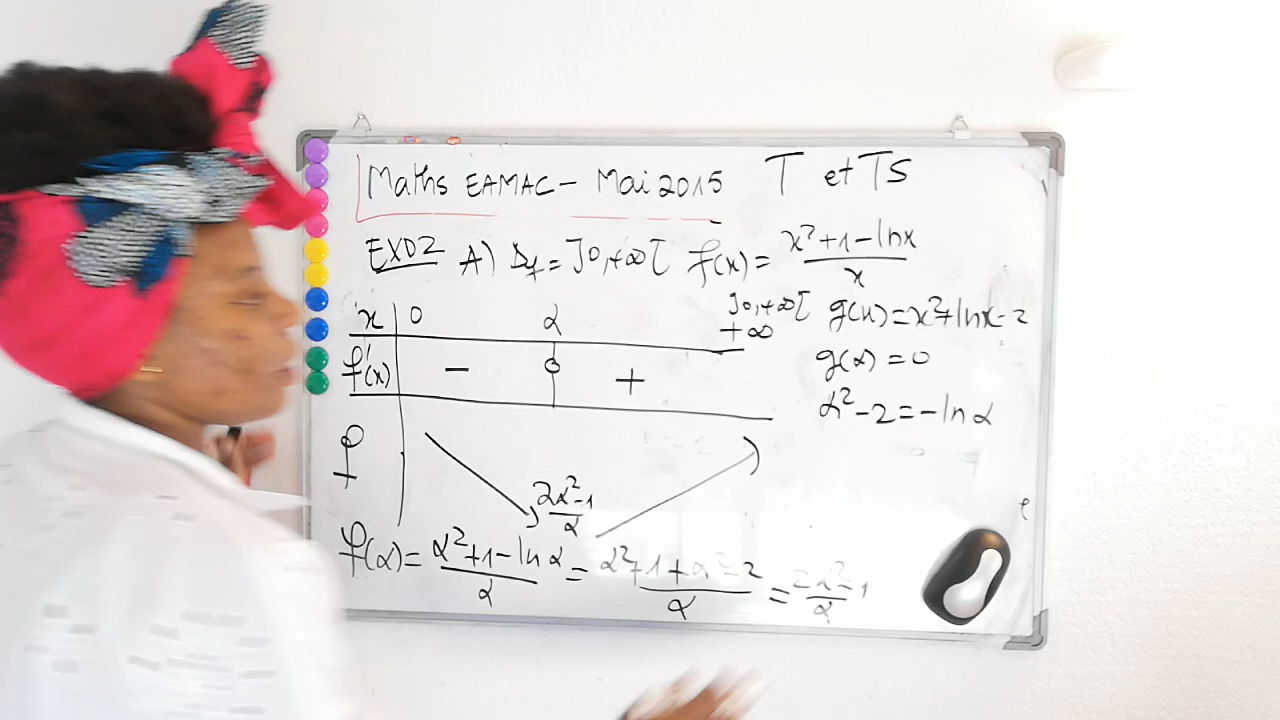 Maths EAMAC - Mai 2015 T et TS
EXO2 A) Df = ]0,+∞[ f(x) = (x²+1-lnx)/x
]0,+∞[ g(x) = x²+lnx-2
x 0 α +∞
g(α) = 0
f'(x) - 0 +
α²-2 = -lnα
f
(2α²-1)/α
f(α) = (α²+1-lnα)/α = (α²+1+α²-2)/α = (2α²-1)/α